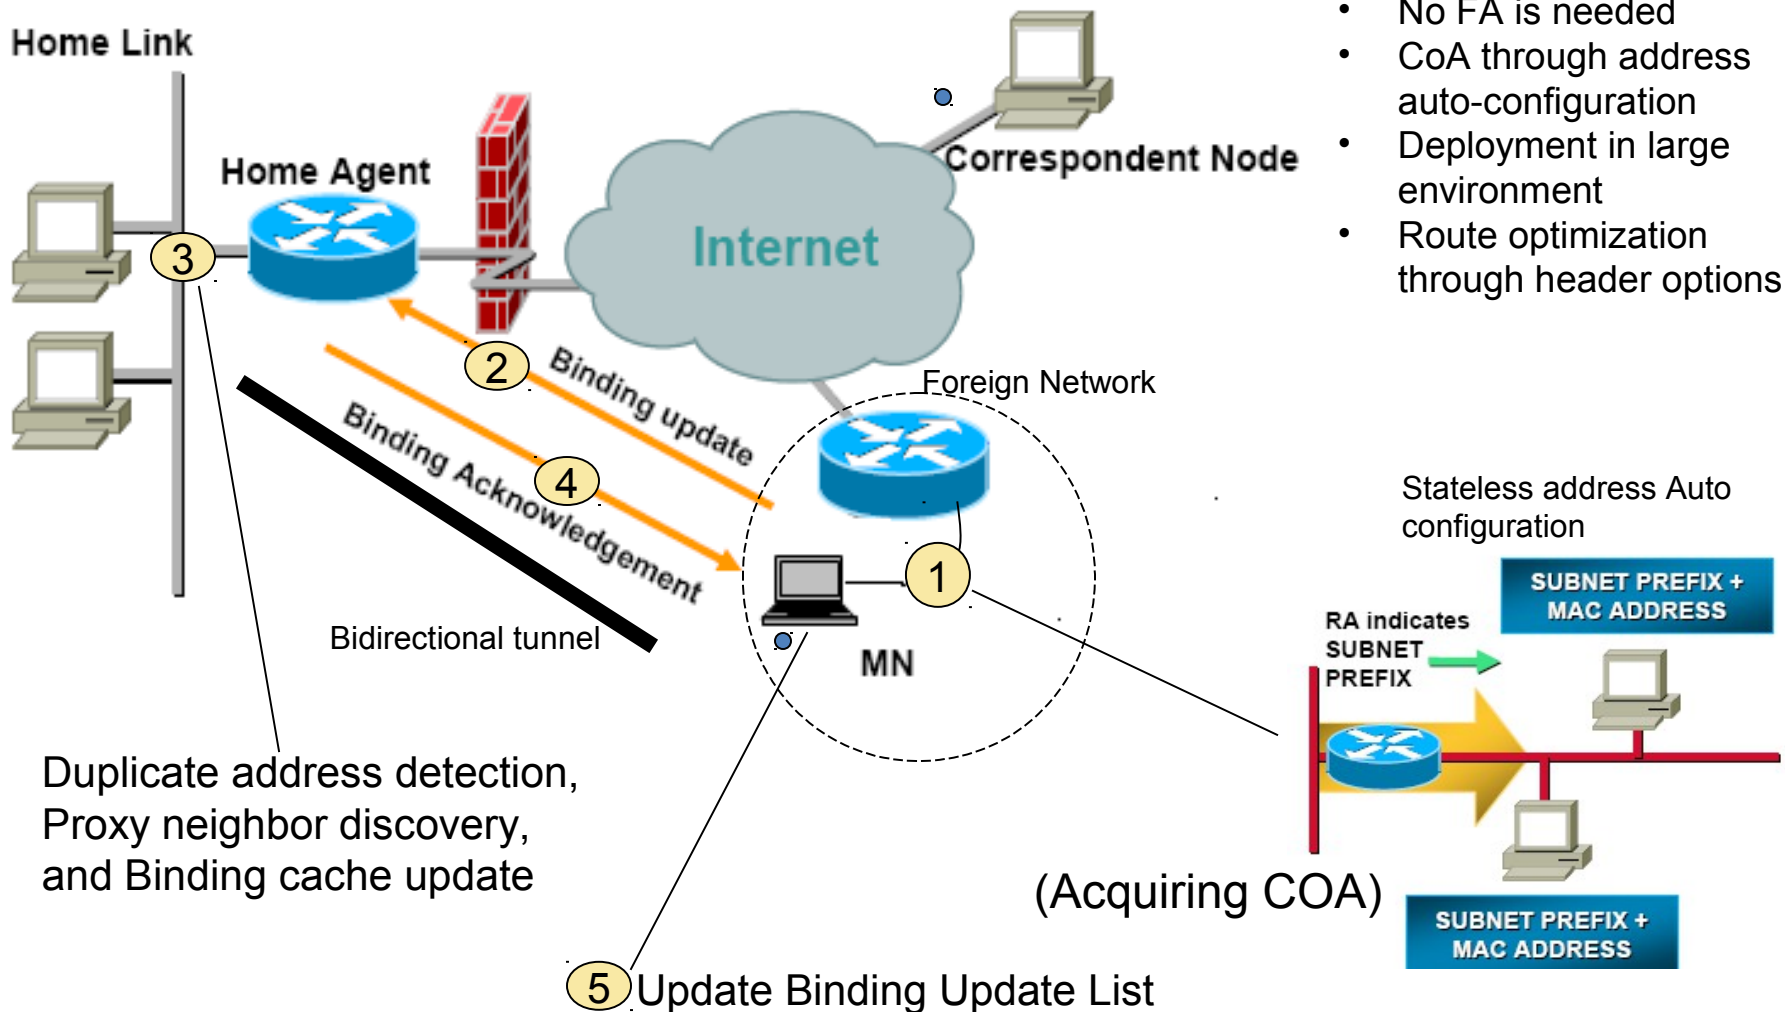 Home Link
Home Agent
Internet
Correspondent Node
• No FA is needed
• CoA through address
auto-configuration
• Deployment in large
environment
• Route optimization
through header options
3
2
Binding update
4
Binding Acknowledgement
Bidirectional tunnel
Foreign Network
1
MN
Stateless address Auto
configuration
SUBNET PREFIX +
MAC ADDRESS
RA indicates
SUBNET
PREFIX
Duplicate address detection,
Proxy neighbor discovery,
and Binding cache update
(Acquiring COA)
SUBNET PREFIX +
MAC ADDRESS
5 Update Binding Update List